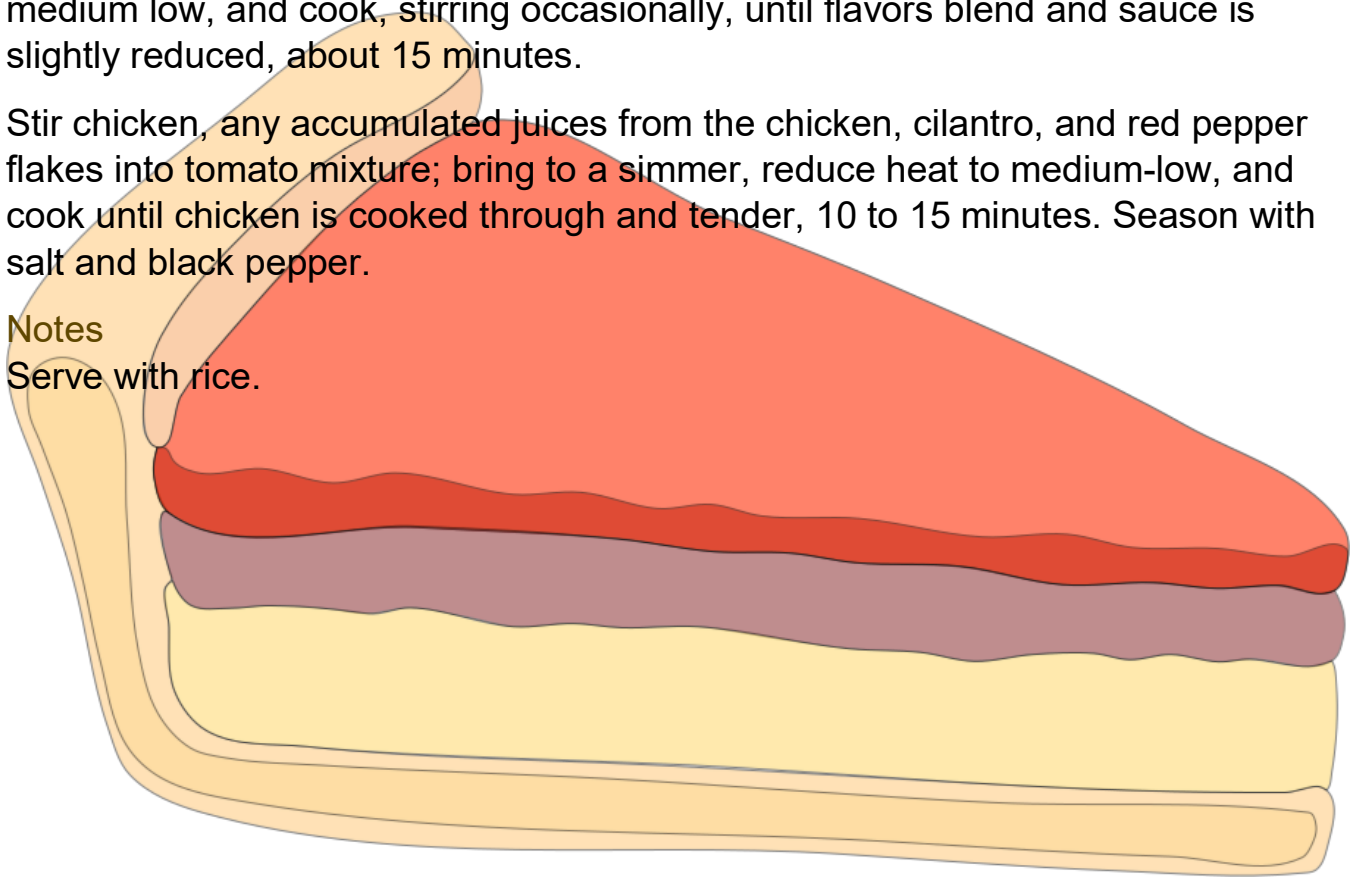 medium low, and cook, stirring occasionally, until flavors blend and sauce is
slightly reduced, about 15 minutes.
Stir chicken, any accumulated juices from the chicken, cilantro, and red pepper
flakes into tomato mixture; bring to a simmer, reduce heat to medium-low, and
cook until chicken is cooked through and tender, 10 to 15 minutes. Season with
salt and black pepper.
Notes
Serve with rice.